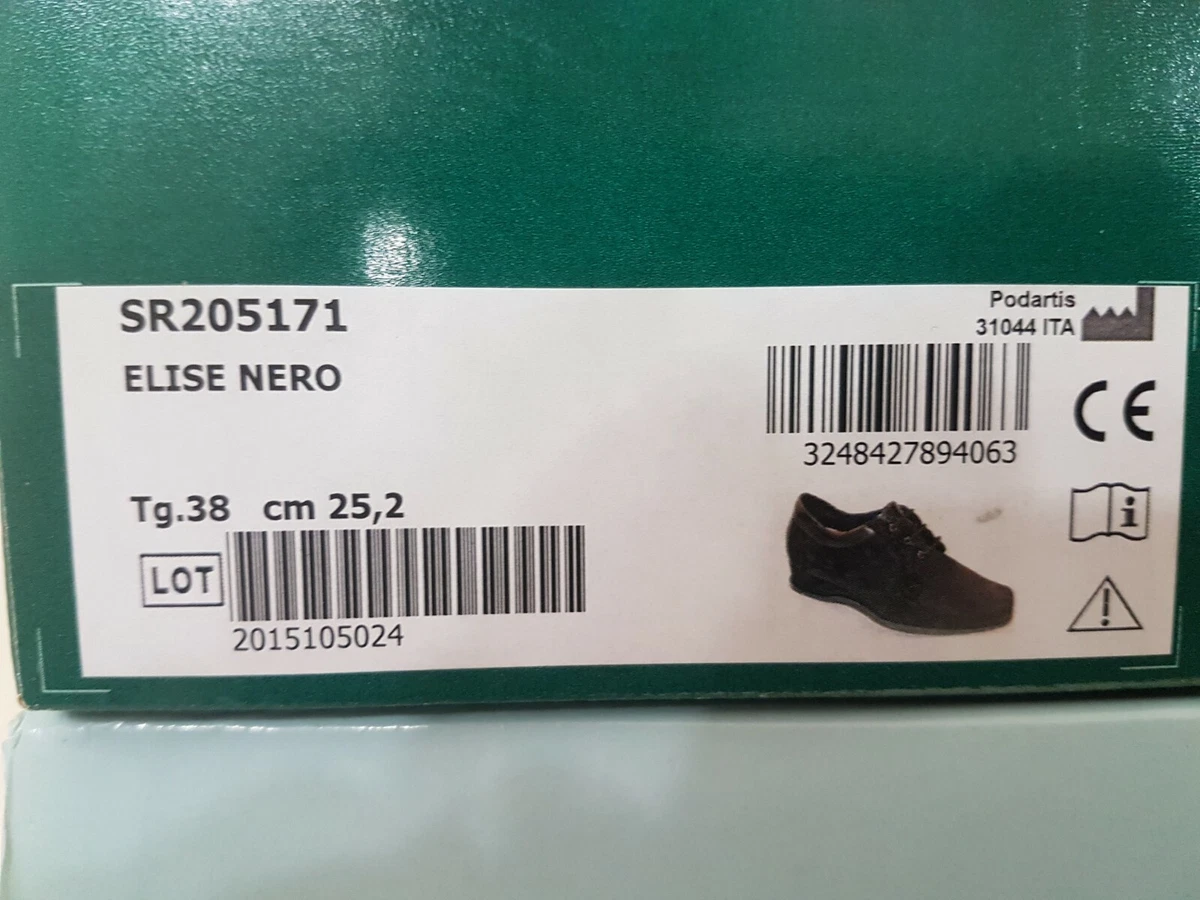 SR205171
ELISE NERO
Podartis
31044 ITA
3248427894063
CE
Tg.38 cm 25,2
LOT
2015105024
i
!